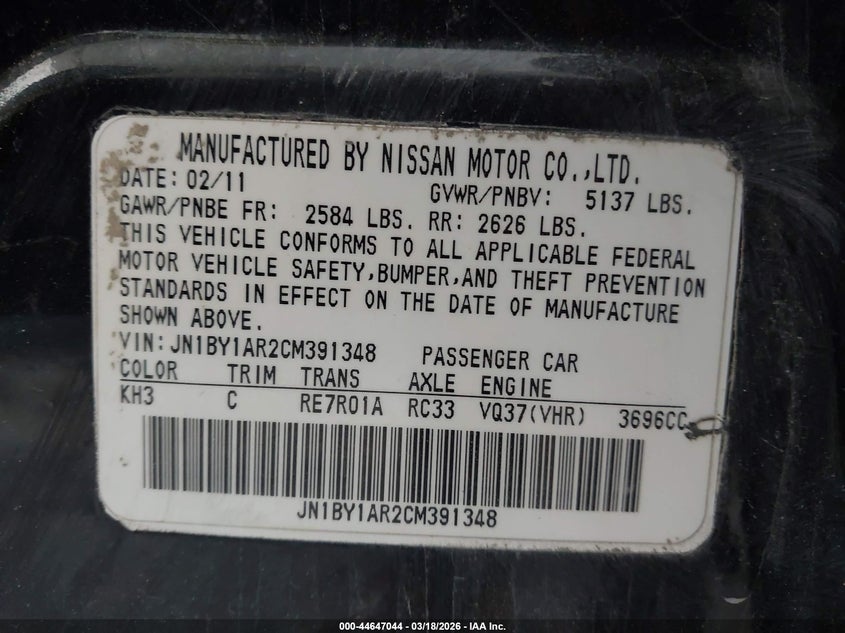 MANUFACTURED BY NISSAN MOTOR CO.,LTD.
DATE: 02/11 GVWR/PNBV: 5137 LBS.
GAWR/PNBE FR: 2584 LBS. RR: 2626 LBS.
THIS VEHICLE CONFORMS TO ALL APPLICABLE FEDERAL
MOTOR VEHICLE SAFETY,BUMPER,AND THEFT PREVENTION
STANDARDS IN EFFECT ON THE DATE OF MANUFACTURE
SHOWN ABOVE.
VIN:JN1BY1AR2CM391348 PASSENGER CAR
COLOR TRIM TRANS AXLE ENGINE
KH3 C RE7R01A RC33 VQ37(VHR) 3696CC
JN1BY1AR2CM391348
000-44647044 — 03/18/2026 — IAA Inc.